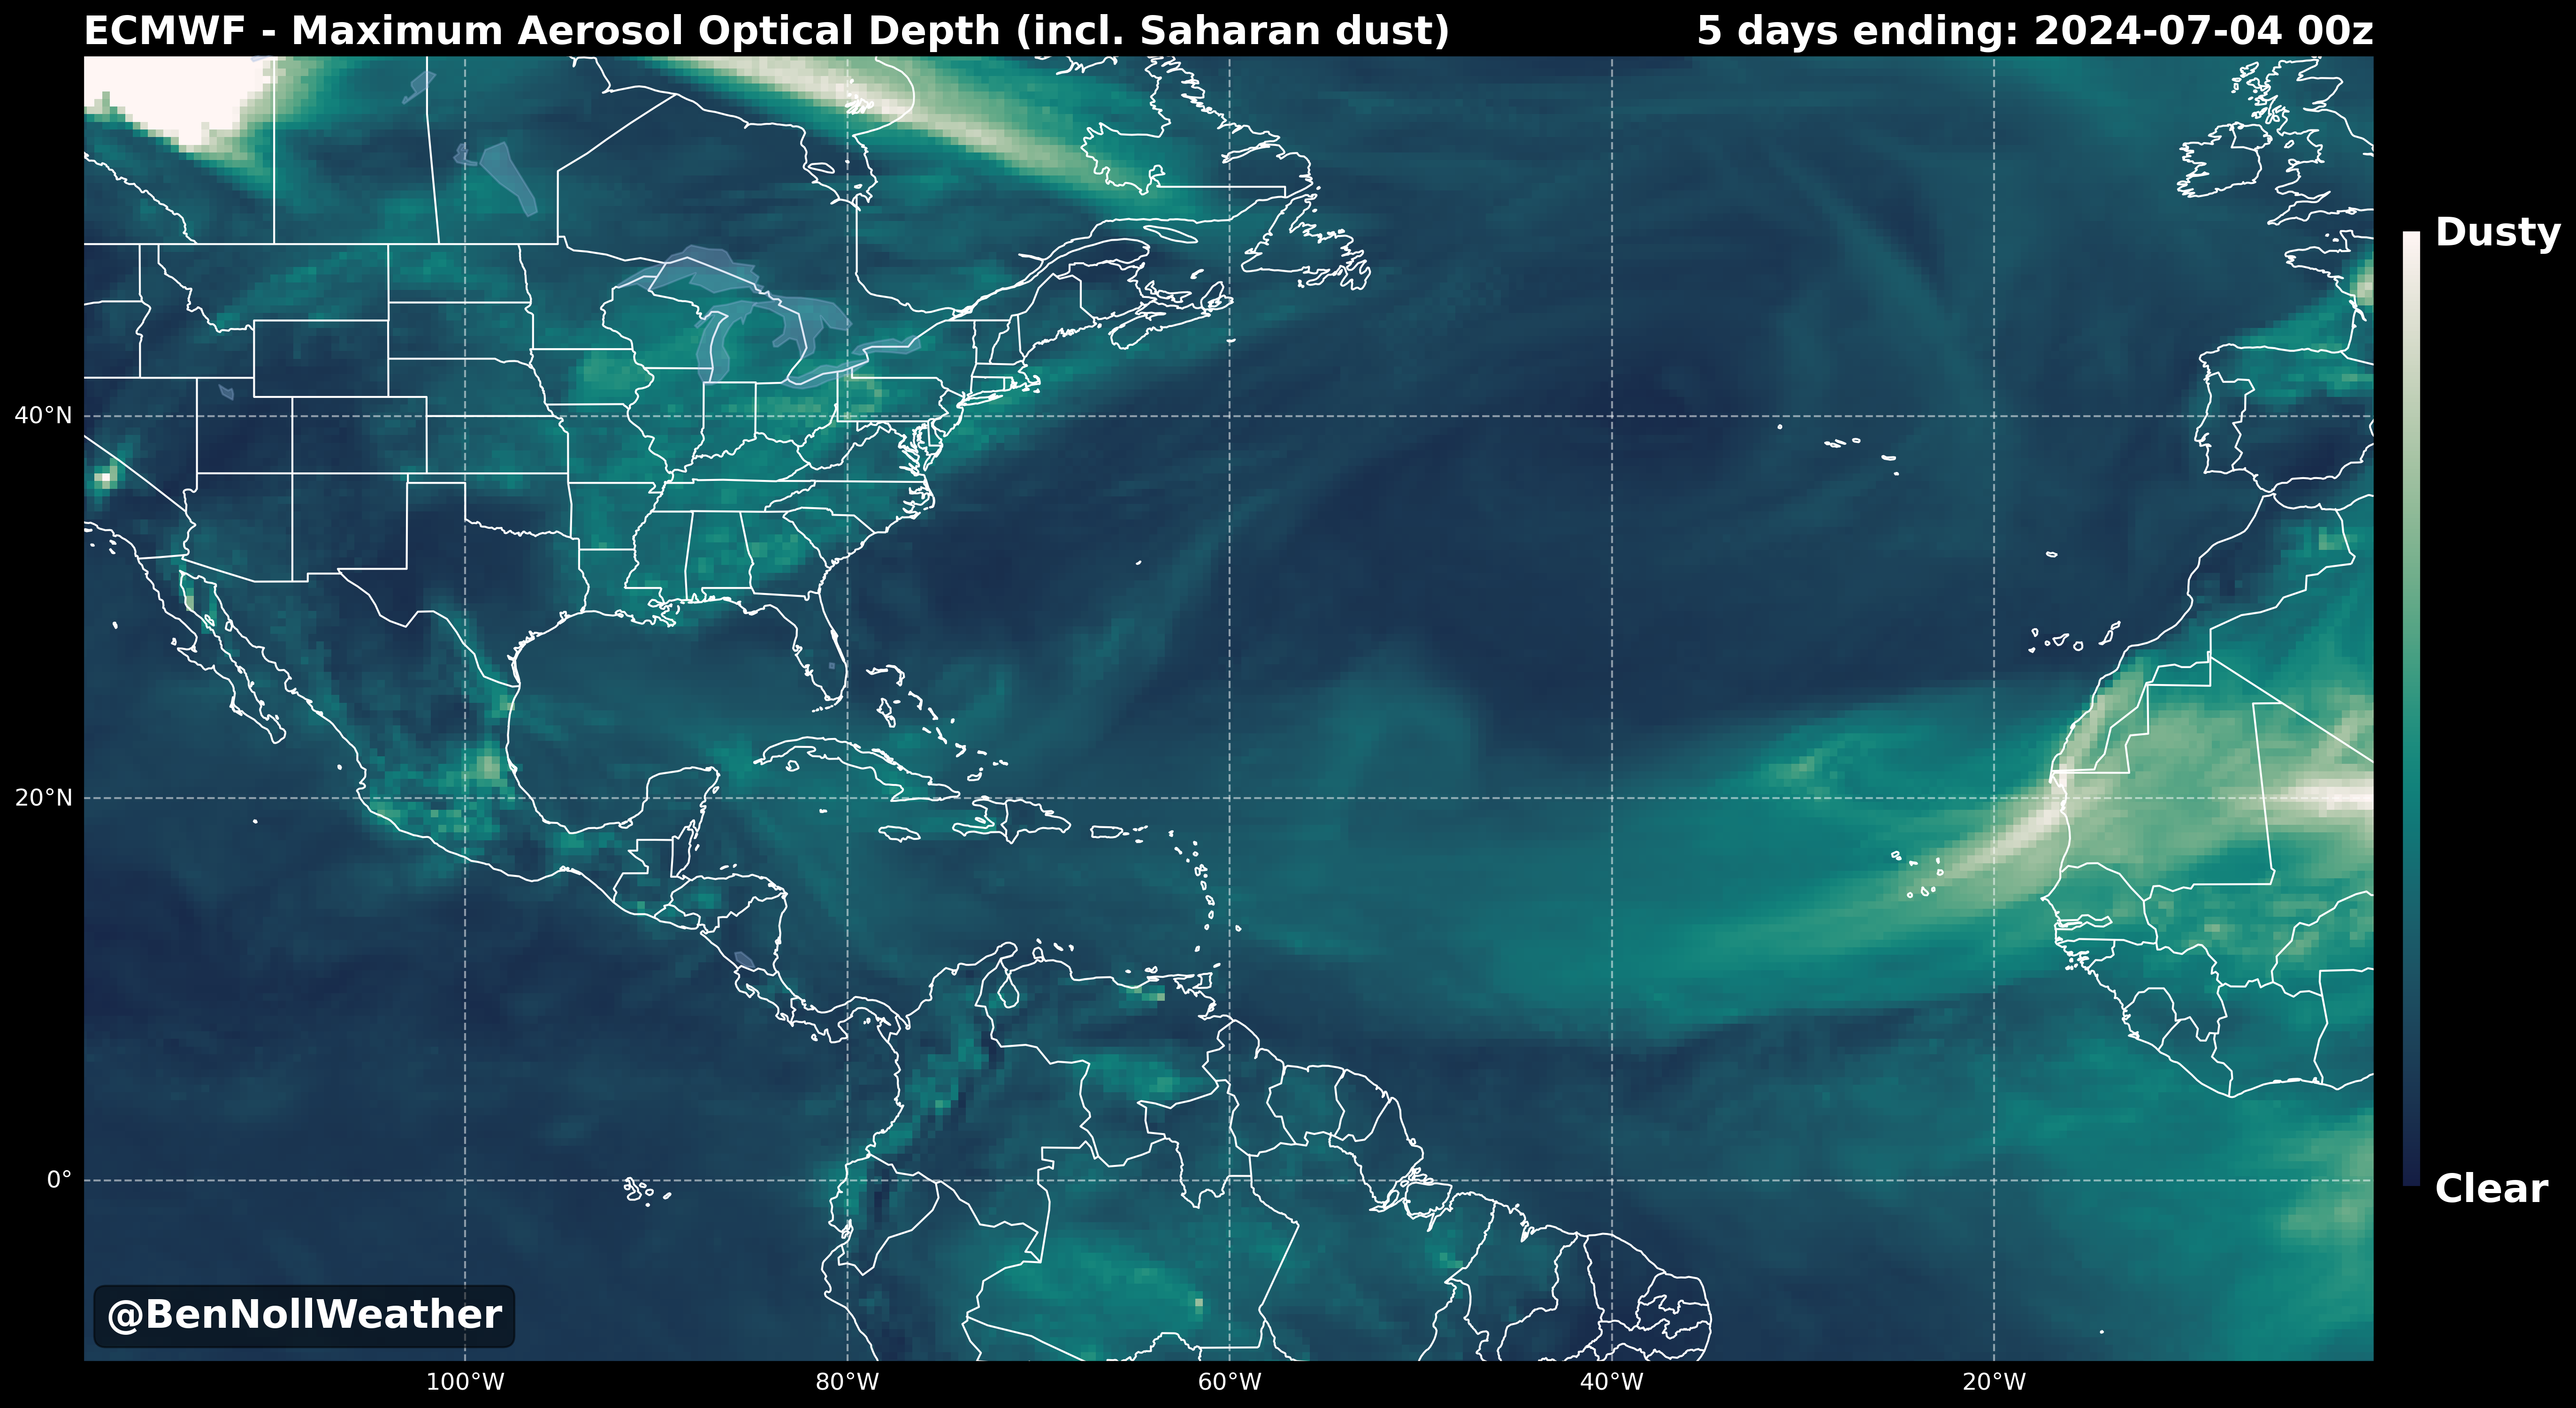 ECMWF - Maximum Aerosol Optical Depth (incl. Saharan dust)
5 days ending: 2024-07-04 00z
Dusty
40°N
20°N
0°
Clear
@BenNollWeather
100°W
80°W
60°W
40°W
20°W